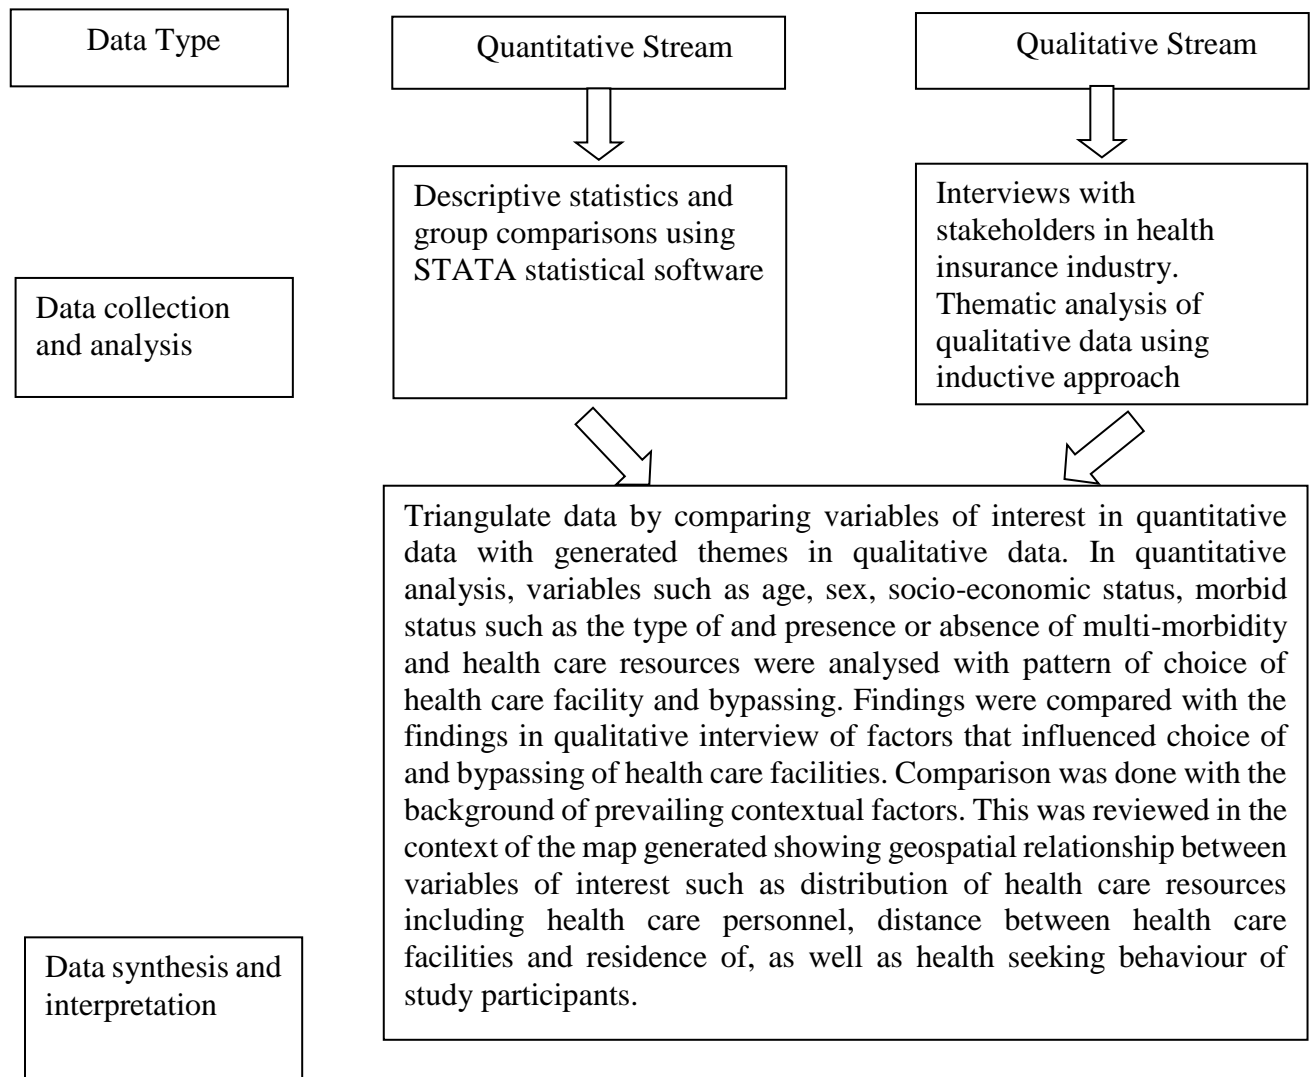 Data Type
Quantitative Stream
Qualitative Stream
Descriptive statistics and
group comparisons using
STATA statistical software
Interviews with
stakeholders in health
insurance industry.
Thematic analysis of
qualitative data using
inductive approach
Data collection
and analysis
Triangulate data by comparing variables of interest in quantitative
data with generated themes in qualitative data. In quantitative
analysis, variables such as age, sex, socio-economic status, morbid
status such as the type of and presence or absence of multi-morbidity
and health care resources were analysed with pattern of choice of
health care facility and bypassing. Findings were compared with the
findings in qualitative interview of factors that influenced choice of
and bypassing of health care facilities. Comparison was done with the
background of prevailing contextual factors. This was reviewed in the
context of the map generated showing geospatial relationship between
variables of interest such as distribution of health care resources
including health care personnel, distance between health care
facilities and residence of, as well as health seeking behaviour of
study participants.
Data synthesis and
interpretation